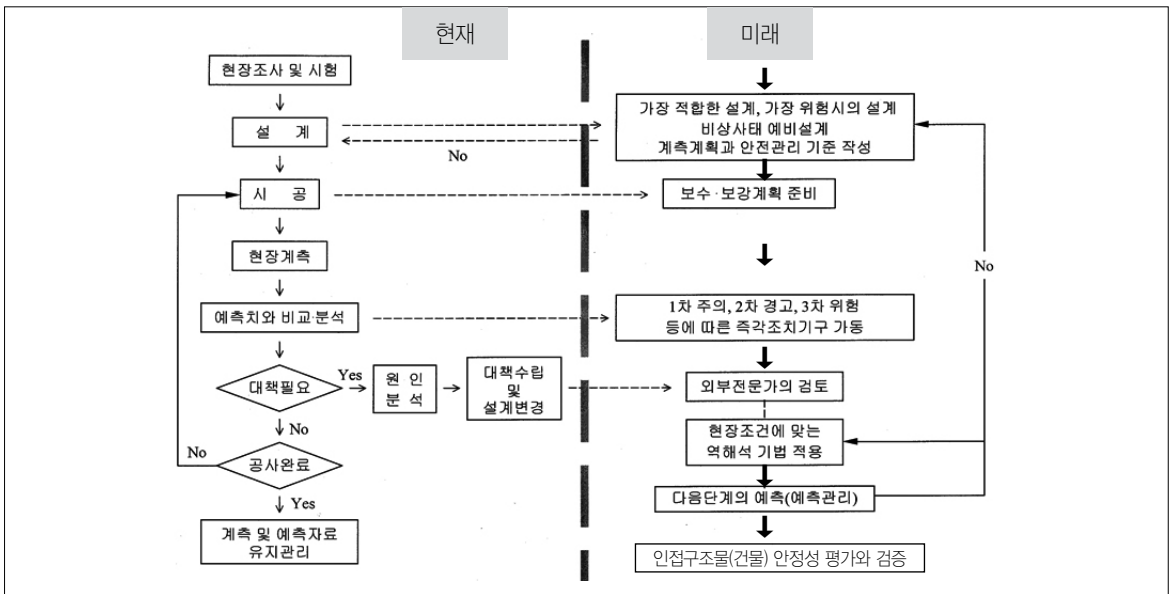 현재
현장조사 및 시험
설 계
No
시 공
현장계측
예측치와 비교·분석
대책필요
Yes
원 인
분 석
대책수립
및
설계변경
No
공사완료
No
Yes
계측 및 예측자료
유지관리
미래
가장 적합한 설계, 가장 위험시의 설계
비상사태 예비설계
계측계획과 안전관리 기준 작성
보수·보강계획 준비
No
1차 주의, 2차 경고, 3차 위험
등에 따른 즉각조치기구 가동
외부전문가의 검토
현장조건에 맞는
역해석 기법 적용
다음단계의 예측(예측관리)
인접구조물(건물) 안정성 평가와 검증